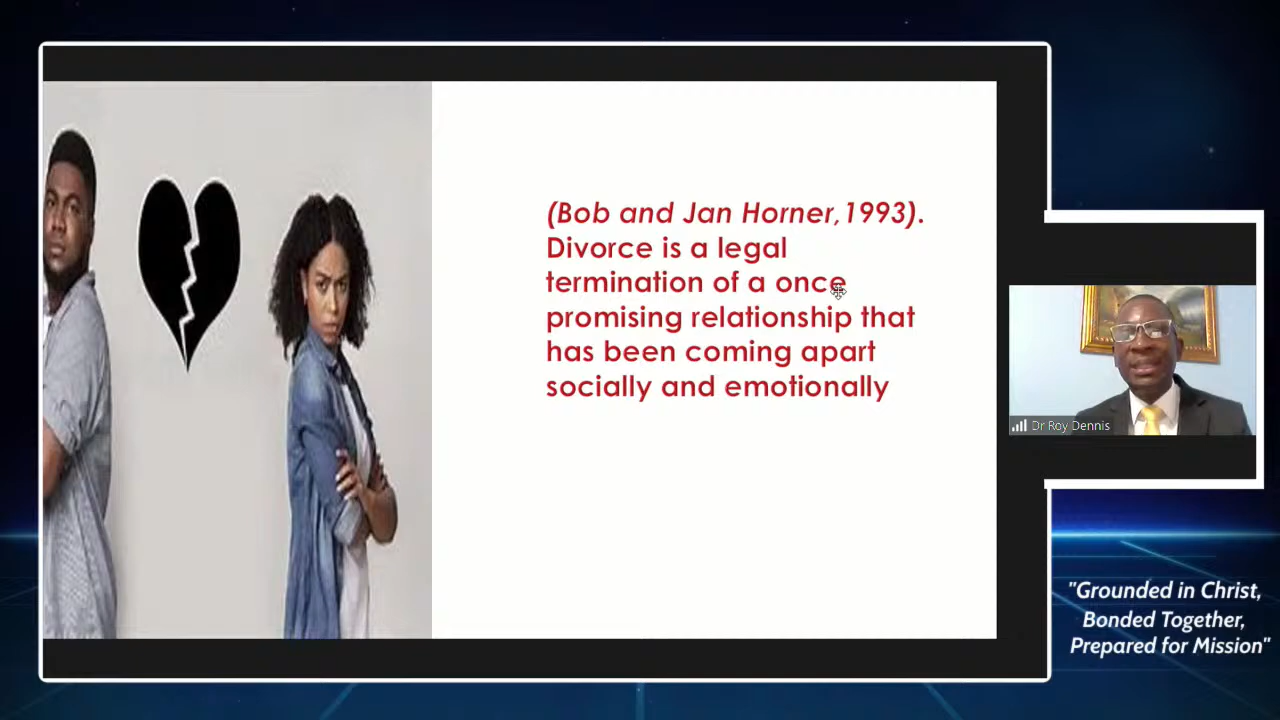 (Bob and Jan Horner,1993).
Divorce is a legal
termination of a once
promising relationship that
has been coming apart
socially and emotionally
Dr Roy Dennis
"Grounded in Christ,
Bonded Together,
Prepared for Mission"